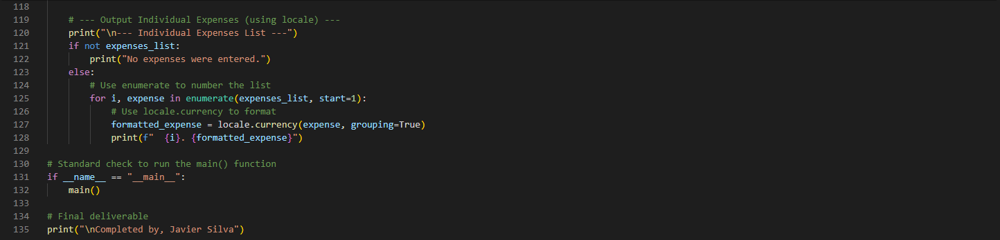 118
119     # --- Output Individual Expenses (using locale) ---
120     print("\n--- Individual Expenses List ---")
121     if not expenses_list:
122         print("No expenses were entered.")
123     else:
124         # Use enumerate to number the list
125         for i, expense in enumerate(expenses_list, start=1):
126             # Use locale.currency to format
127             formatted_expense = locale.currency(expense, grouping=True)
128             print(f"  {i}. {formatted_expense}")
129
130 # Standard check to run the main() function
131 if __name__ == "__main__":
132     main()
133
134 # Final deliverable
135 print("\nCompleted by, Javier Silva")